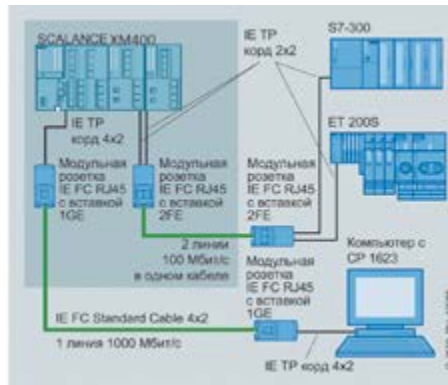 SCALANCE XM400
IE TP
корд 2x2
S7-300
IE TP
корд 4x2
ET 200S
Модульная
розетка
IE FC RJ45
с вставкой
1GE
Модульная
розетка
IE FC RJ45
с вставкой
2FE
Модульная
розетка
IE FC RJ45
с вставкой
2FE
2 линии
100 Мбит/с
в одном кабеле
Компьютер с
CP 1623
Модульная
розетка
IE FC RJ45
с вставкой
1GE
IE FC Standard Cable 4x2
1 линия 1000 Мбит/с
IE TP корд 4x2